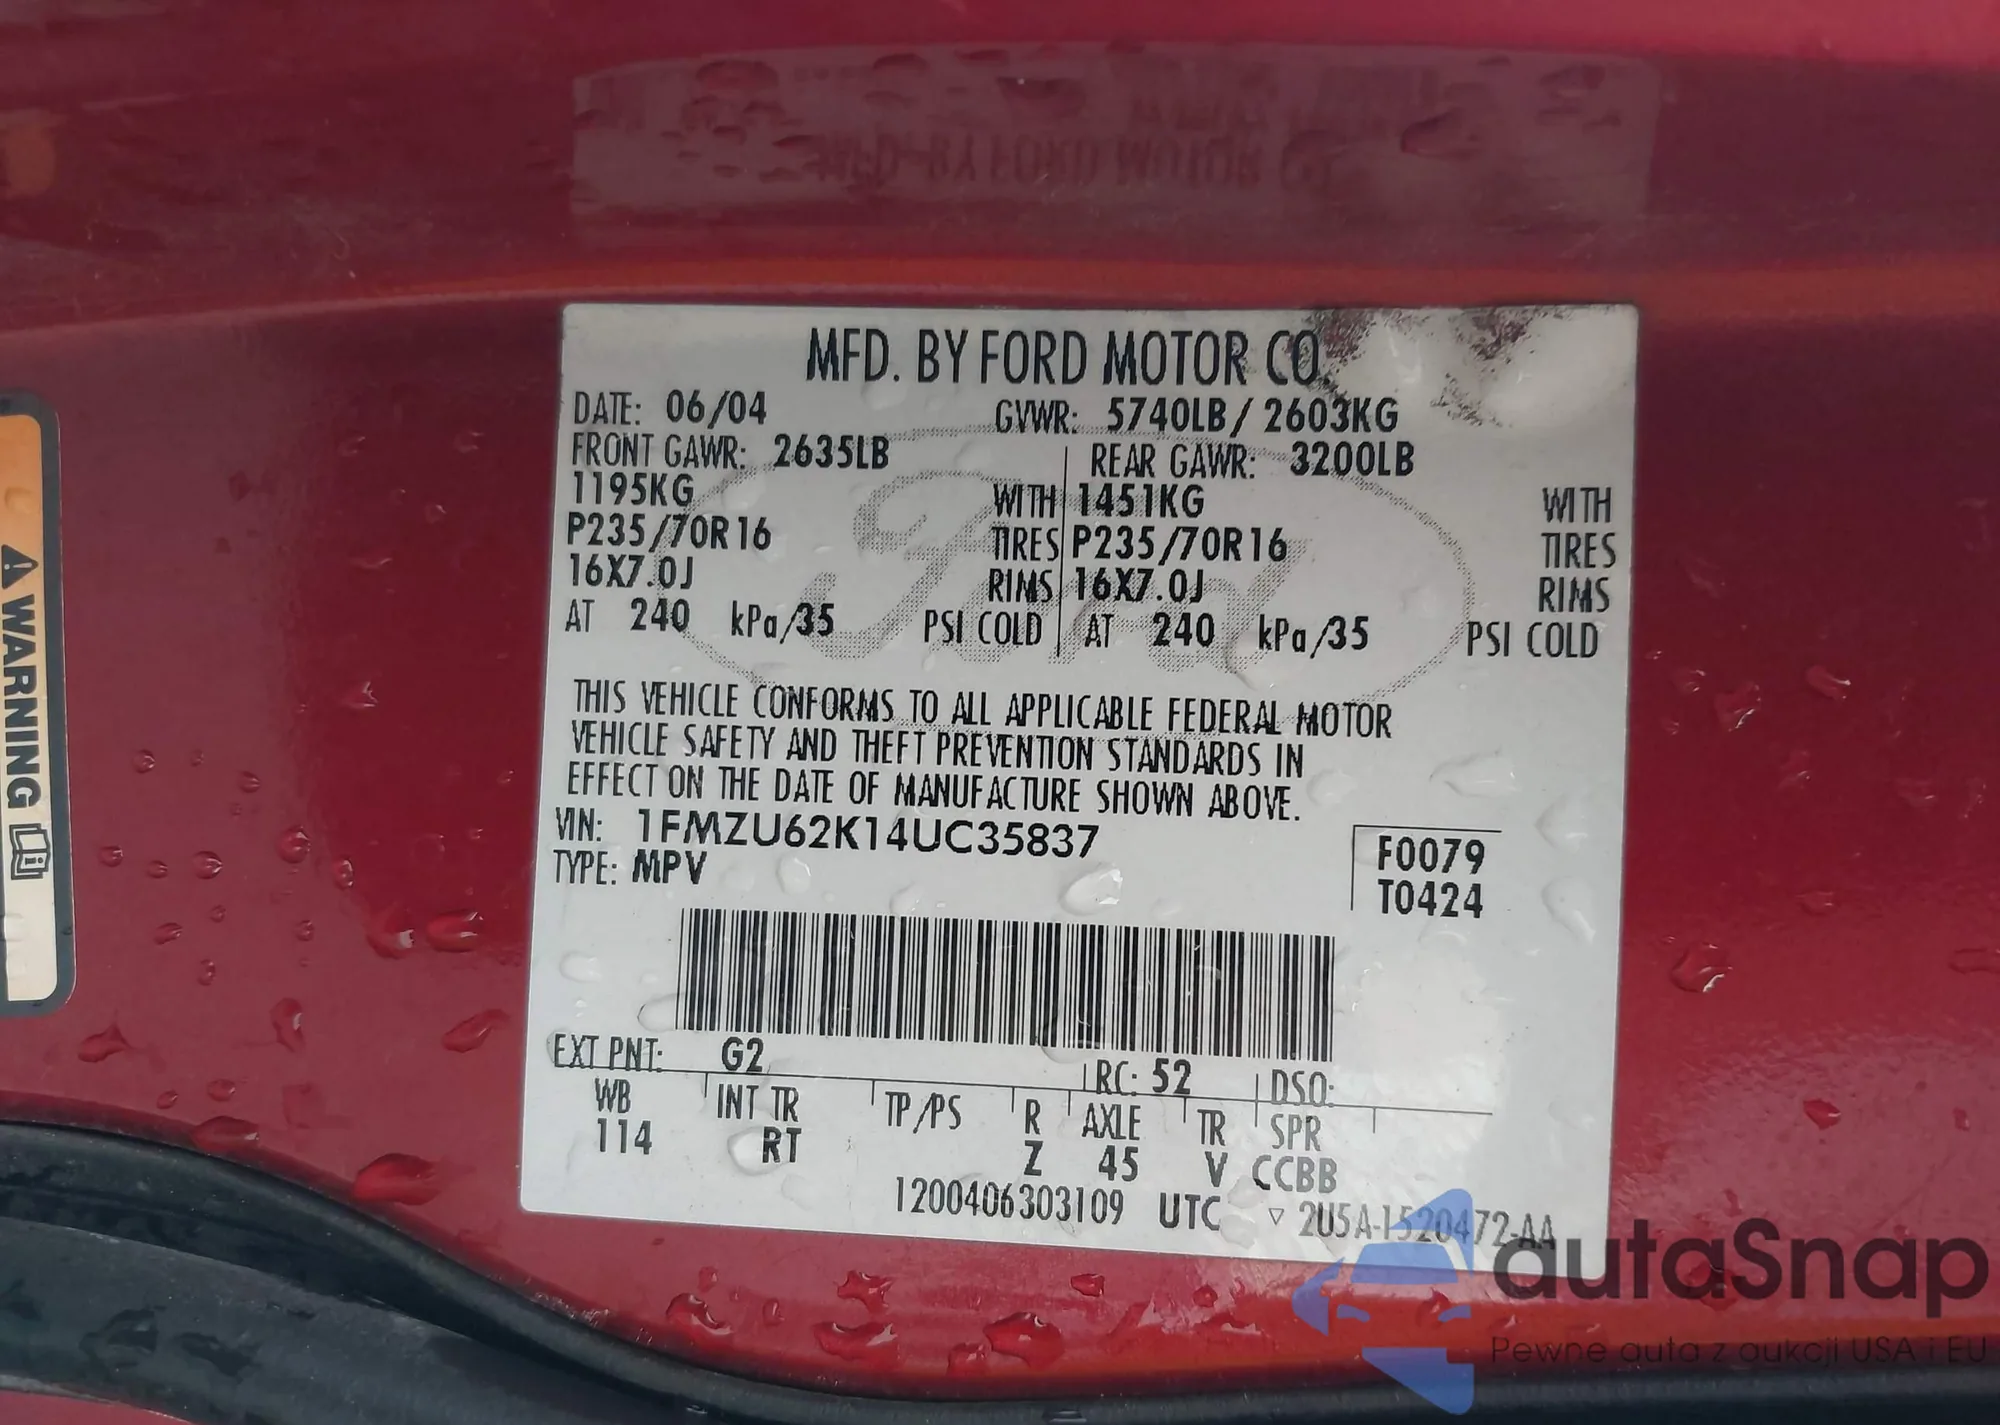 MFD. BY FORD MOTOR CO.
DATE: 06/04 GVWR: 5740LB / 2603KG
FRONT GAWR: 2635LB REAR GAWR: 3200LB
1195KG WITH 1451KG WITH
P235/70R16 TIRES P235/70R16 TIRES
16X7.0J RIMS 16X7.0J RIMS
AT 240 kPa/35 PSI COLD AT 240 kPa/35 PSI COLD
Ford
THIS VEHICLE CONFORMS TO ALL APPLICABLE FEDERAL MOTOR
VEHICLE SAFETY AND THEFT PREVENTION STANDARDS IN
EFFECT ON THE DATE OF MANUFACTURE SHOWN ABOVE.
VIN: 1FMZU62K14UC35837 F0079
TYPE: MPV T0424
EXT PNT: G2 RC: 52 DSO:
WB INT TR TP/PS R AXLE TR SPR
114 RT Z 45 V CCBB
1200406303109 UTC ▽ 2U5A-1520472-AA
WARNING
autaSnap
Pewne auta z aukcji USA i EU